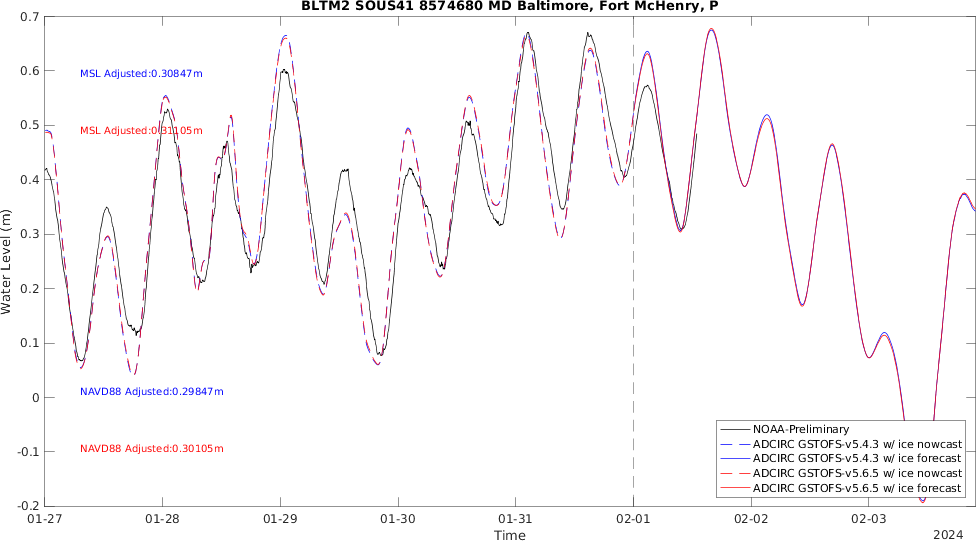 BLTM2 SOUS41 8574680 MD Baltimore, Fort McHenry, P
0.7
0.6
0.5
0.4
0.3
0.2
0.1
0
-0.1
-0.2
Water Level (m)
MSL Adjusted:0.30847m
MSL Adjusted:0.31105m
NAVD88 Adjusted:0.29847m
NAVD88 Adjusted:0.30105m
NOAA-Preliminary
ADCIRC GSTOFS-v5.4.3 w/ ice nowcast
ADCIRC GSTOFS-v5.4.3 w/ ice forecast
ADCIRC GSTOFS-v5.6.5 w/ ice nowcast
ADCIRC GSTOFS-v5.6.5 w/ ice forecast
01-27 01-28 01-29 01-30 01-31 02-01 02-02 02-03
Time
2024